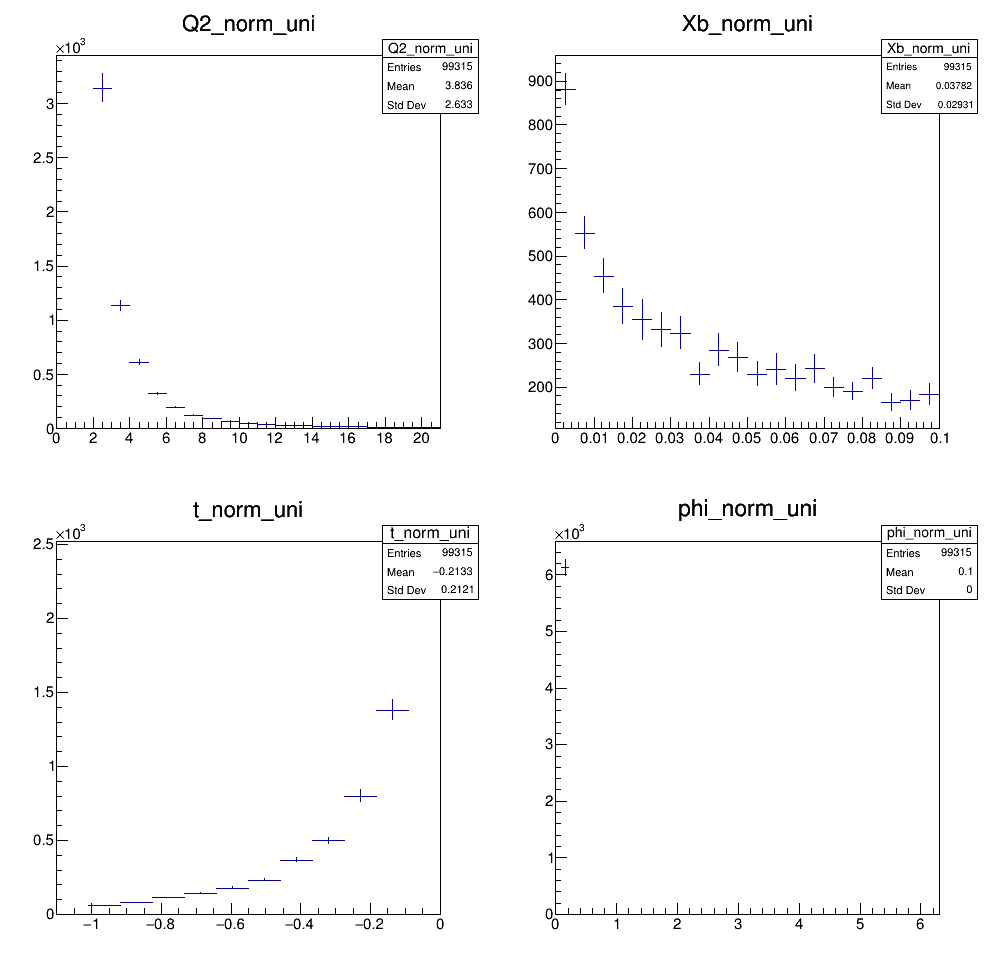 Q2_norm_uni
×10³
Q2_norm_uni
Entries 99315
Mean 3.836
Std Dev 2.633
3
2.5
2
1.5
1
0.5
0
0 2 4 6 8 10 12 14 16 18 20
Xb_norm_uni
Xb_norm_uni
Entries 99315
Mean 0.03782
Std Dev 0.02931
900
800
700
600
500
400
300
200
0 0.01 0.02 0.03 0.04 0.05 0.06 0.07 0.08 0.09 0.1
t_norm_uni
×10³
t_norm_uni
Entries 99315
Mean −0.2133
Std Dev 0.2121
2.5
2
1.5
1
0.5
0
−1 −0.8 −0.6 −0.4 −0.2 0
phi_norm_uni
×10³
phi_norm_uni
Entries 99315
Mean 0.1
Std Dev 0
6
5
4
3
2
1
0
0 1 2 3 4 5 6